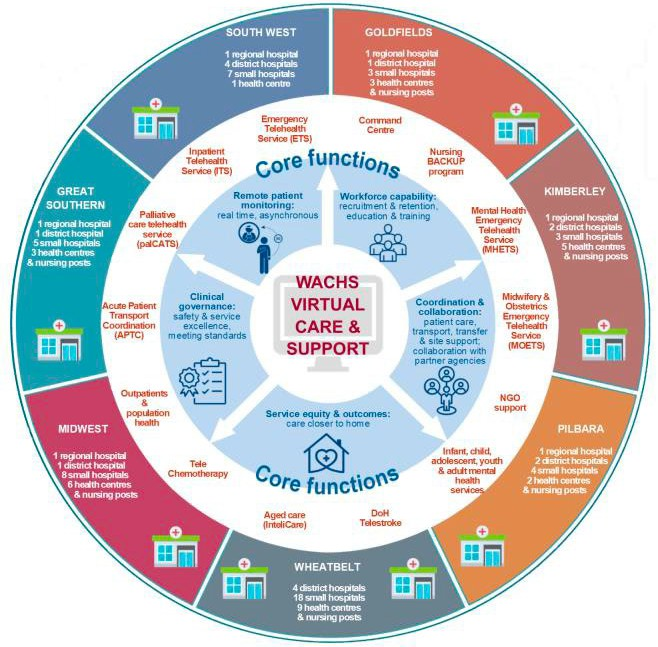 SOUTH WEST
1 regional hospital
4 district hospitals
7 small hospitals
1 health centre
GOLDFIELDS
1 regional hospital
1 district hospital
3 small hospitals
3 health centres
& nursing posts
KIMBERLEY
1 regional hospital
2 district hospitals
3 small hospitals
5 health centres
& nursing posts
PILBARA
1 regional hospital
2 district hospitals
4 small hospitals
2 health centres
& nursing posts
WHEATBELT
4 district hospitals
18 small hospitals
9 health centres
& nursing posts
MIDWEST
1 regional hospital
1 district hospital
8 small hospitals
6 health centres
& nursing posts
GREAT
SOUTHERN
1 regional hospital
1 district hospital
5 small hospitals
3 health centres
& nursing posts
Emergency
Telehealth
Service (ETS)
Command
Centre
Nursing
BACKUP
program
Mental Health
Emergency
Telehealth
Service
(MHETS)
Midwifery &
Obstetrics
Emergency
Telehealth
Service
(MOETS)
NGO
support
Infant, child,
adolescent, youth
& adult mental
health
services
DoH
Telestroke
Aged care
(InteliCare)
Tele
Chemotherapy
Outpatients
&
population
health
Acute Patient
Transport
Coordination
(APTC)
Palliative
care telehealth
service
(palCATS)
Inpatient
Telehealth
Service (ITS)
Core functions
Remote patient
monitoring:
real time, asynchronous
Workforce capability:
recruitment & retention,
education & training
Coordination &
collaboration:
patient care,
transport, transfer
& site support;
collaboration with
partner agencies
Service equity & outcomes:
care closer to home
Clinical
governance:
safety & service
excellence,
meeting standards
Core functions
WACHS
VIRTUAL
CARE &
SUPPORT